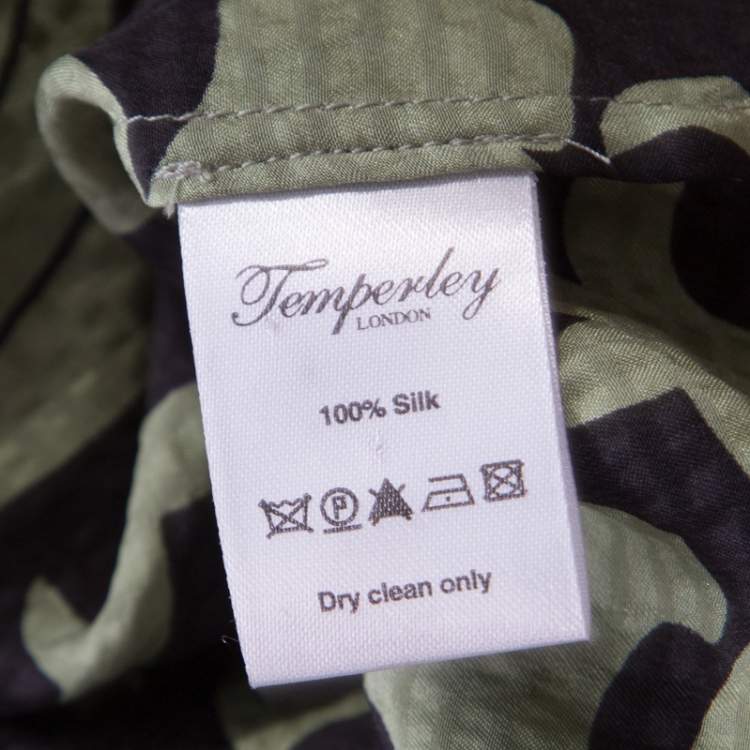 Temperley
LONDON
100% Silk
P
Dry clean only